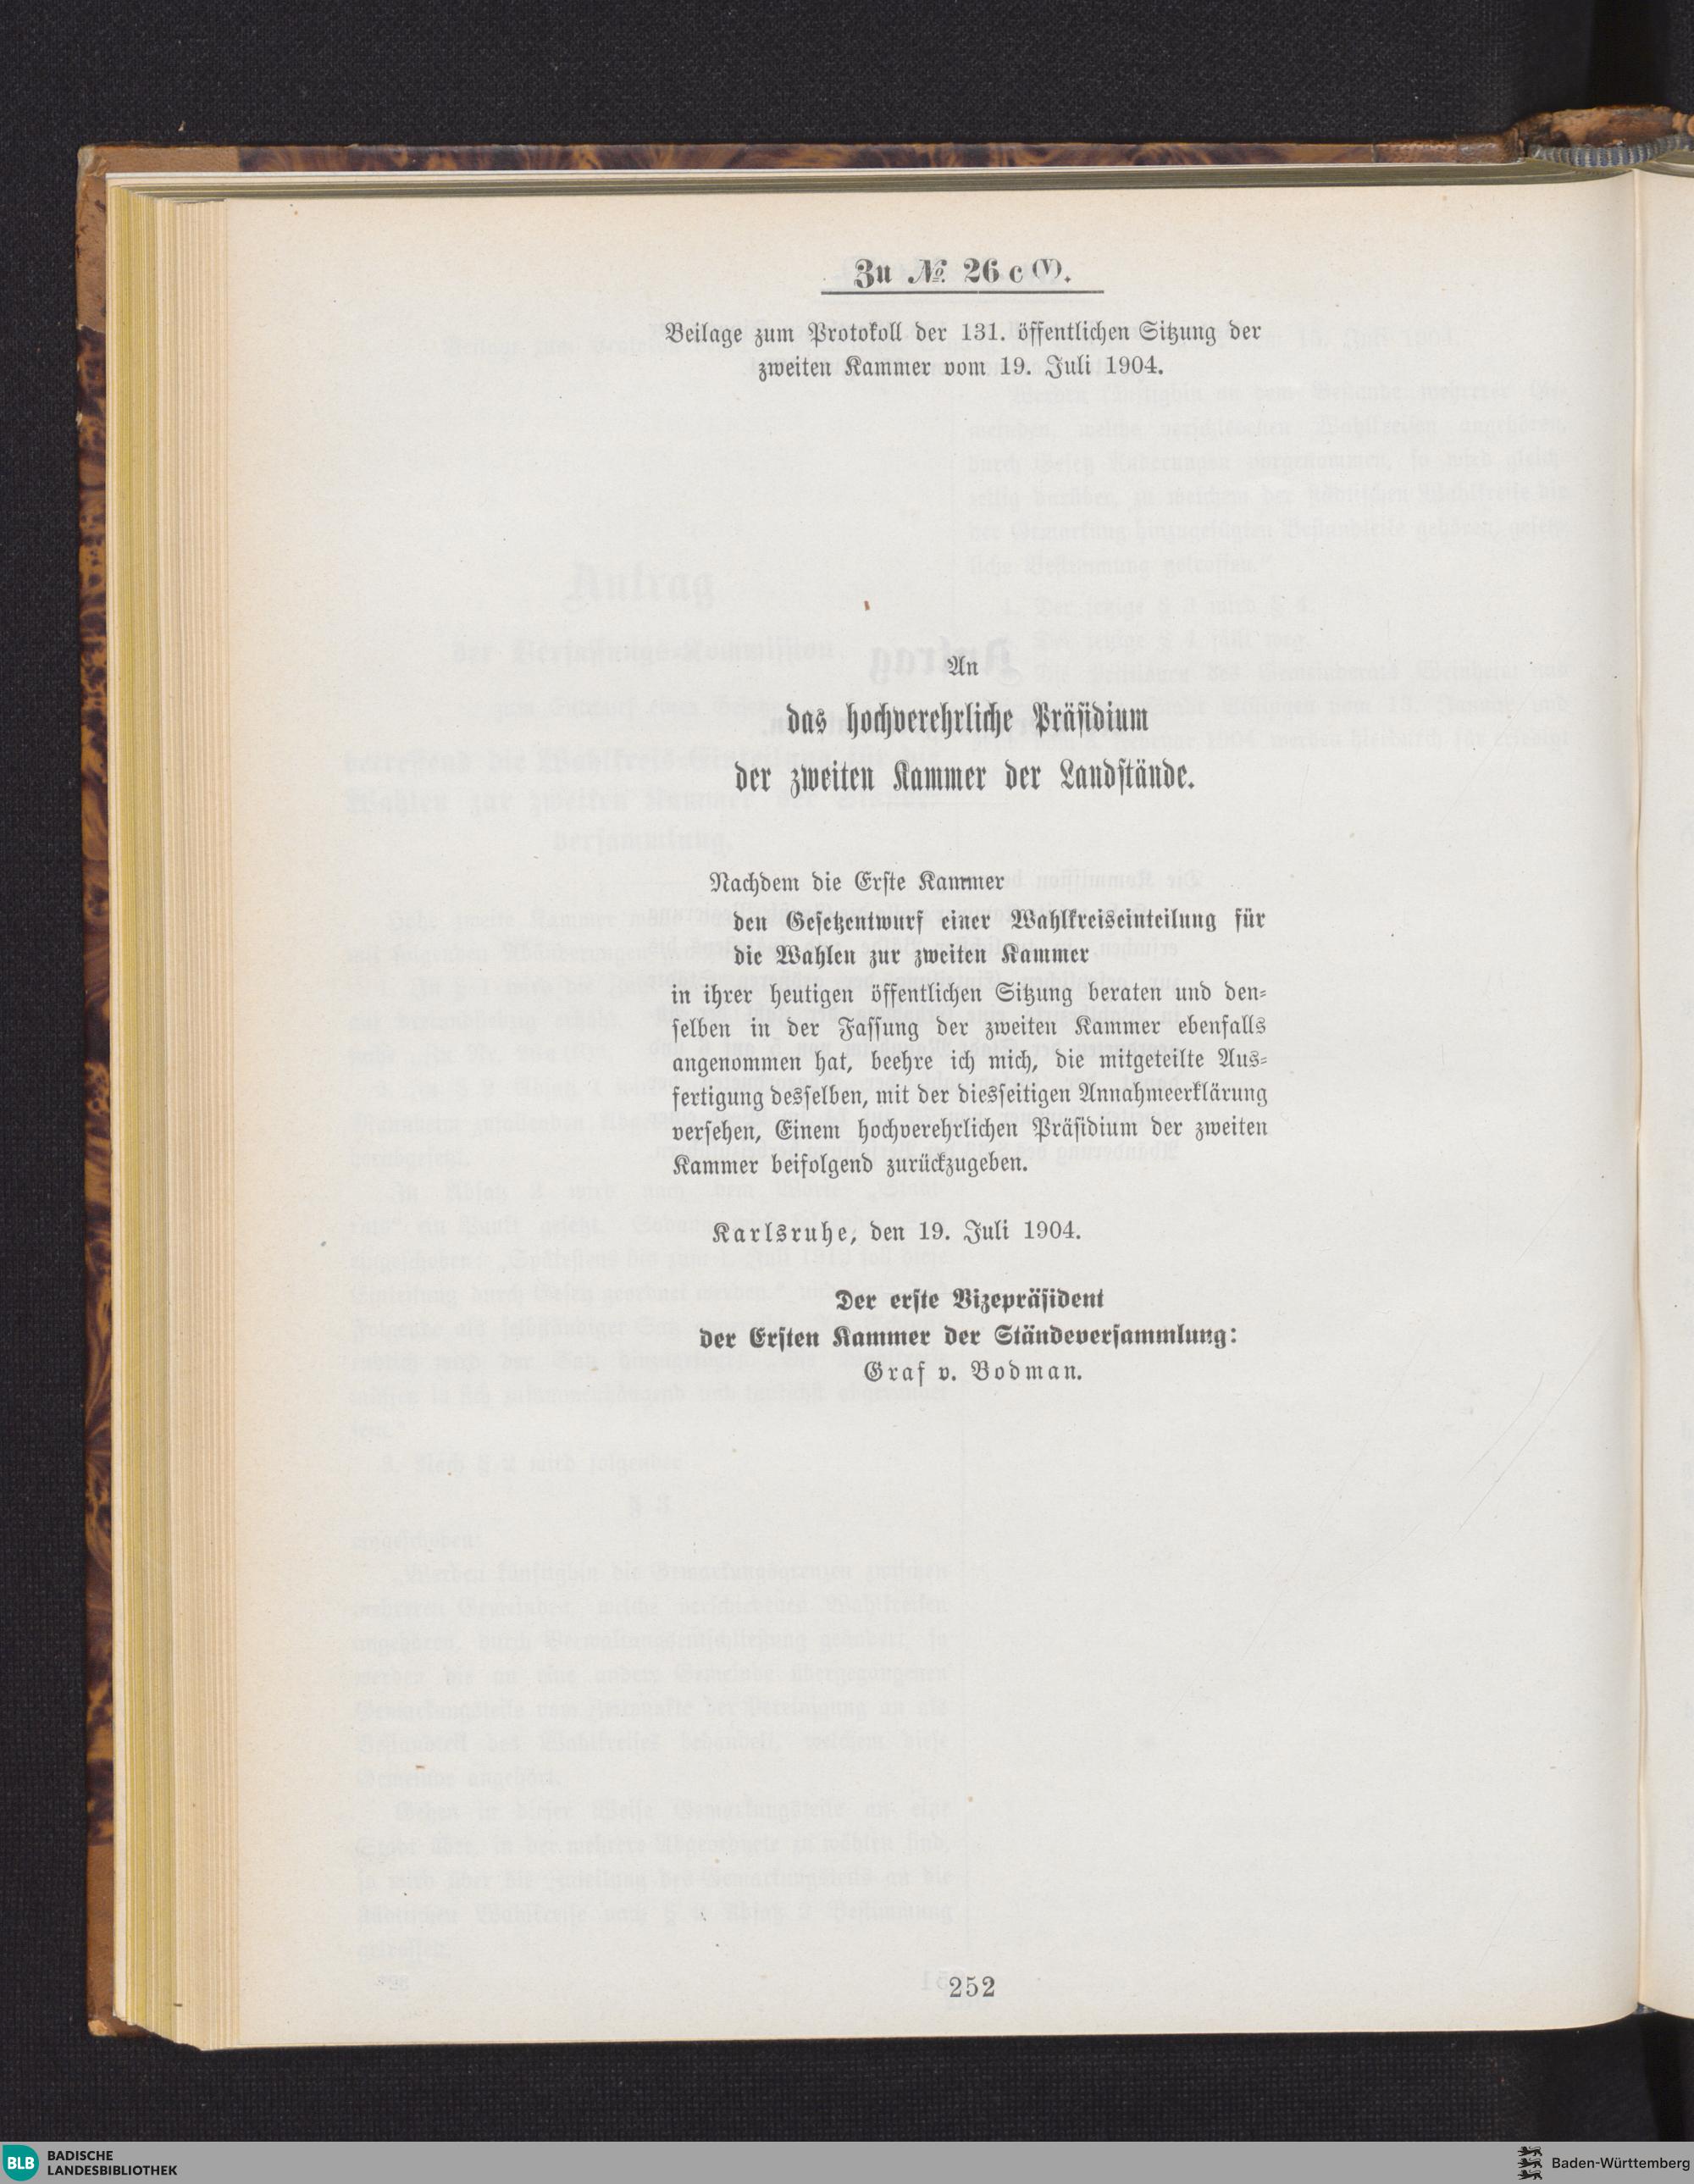 Zu № 26 c (V).
Beilage zum Protokoll der 131. öffentlichen Sitzung der
zweiten Kammer vom 19. Juli 1904.
An
das hochverehrliche Präsidium
der zweiten Kammer der Landstände.
Nachdem die Erste Kammer
den Gesetzentwurf einer Wahlkreiseinteilung für
die Wahlen zur zweiten Kammer
in ihrer heutigen öffentlichen Sitzung beraten und den-
selben in der Fassung der zweiten Kammer ebenfalls
angenommen hat, beehre ich mich, die mitgeteilte Aus-
fertigung desselben, mit der diesseitigen Annahmeerklärung
versehen, Einem hochverehrlichen Präsidium der zweiten
Kammer beifolgend zurückzugeben.
Karlsruhe, den 19. Juli 1904.
Der erste Vizepräsident
der Ersten Kammer der Ständeversammlung:
Graf v. Bodman.
252
BLB BADISCHE
LANDESBIBLIOTHEK
Baden-Württemberg